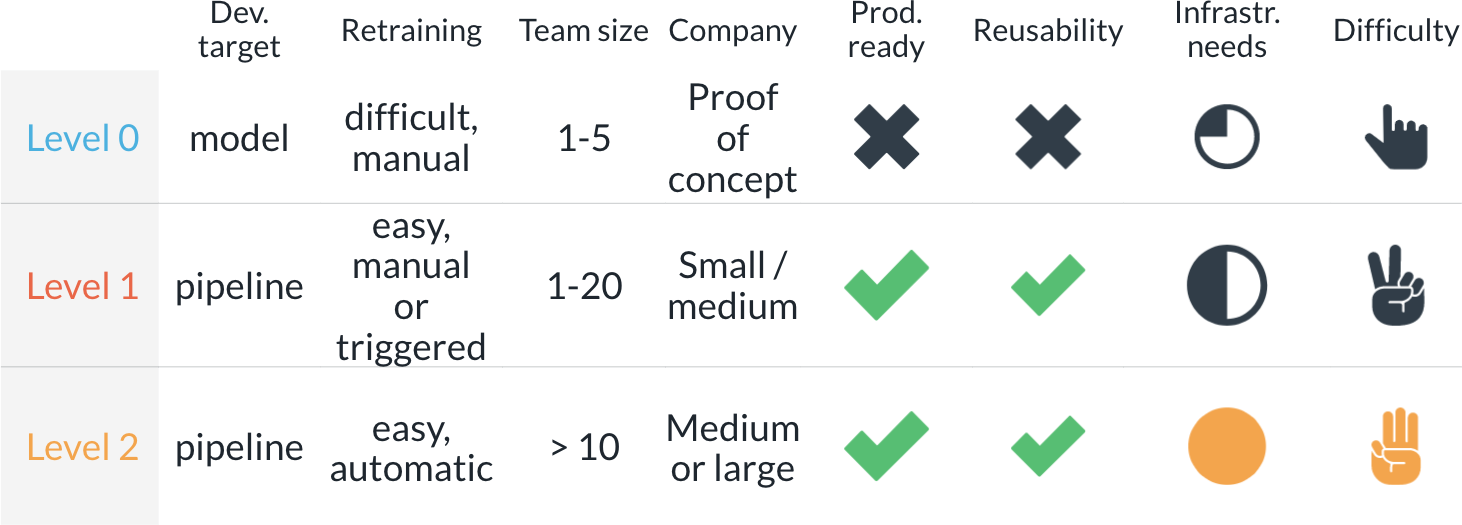 Dev.
target
Retraining
Team size
Company
Prod.
ready
Reusability
Infrastr.
needs
Difficulty
Level 0
model
difficult,
manual
1-5
Proof
of
concept
Level 1
pipeline
easy,
manual
or
triggered
1-20
Small /
medium
Level 2
pipeline
easy,
automatic
> 10
Medium
or large